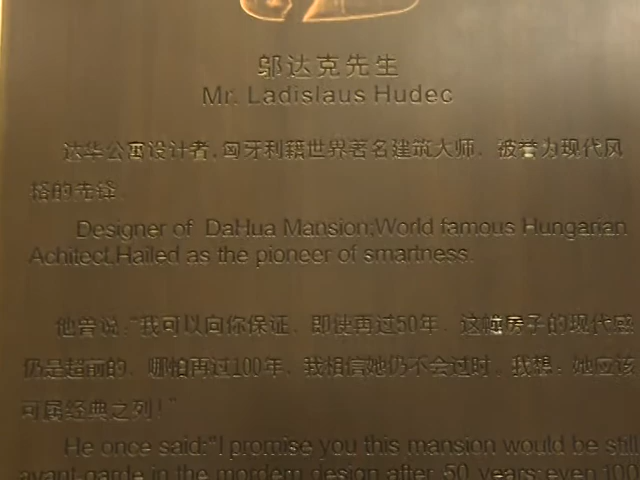 邬达克先生
Mr. Ladislaus Hudec
达华公寓设计者,匈牙利籍世界著名建筑大师,被誉为现代风
格的先锋
Designer of DaHua Mansion;World famous Hungarian
Achitect,Hailed as the pioneer of smartness.
他曾说:"我可以向你保证,即使再过50年,这幢房子的现代感
仍是超前的,哪怕再过100年,我相信她仍不会过时,我想,她应该
可属经典之列!"
He once said:"I promise you this mansion would be still
avant-garde in the mordern design after 50 years;even 100